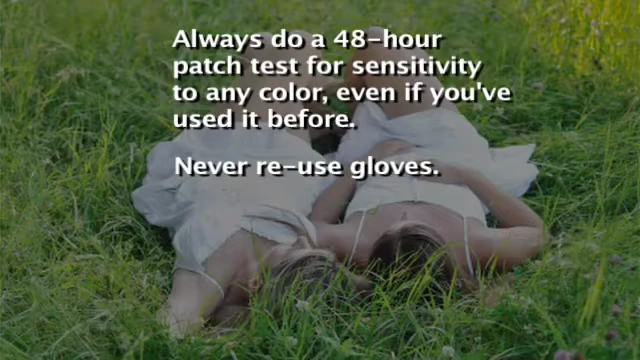 Always do a 48-hour
patch test for sensitivity
to any color, even if you've
used it before.
Never re-use gloves.